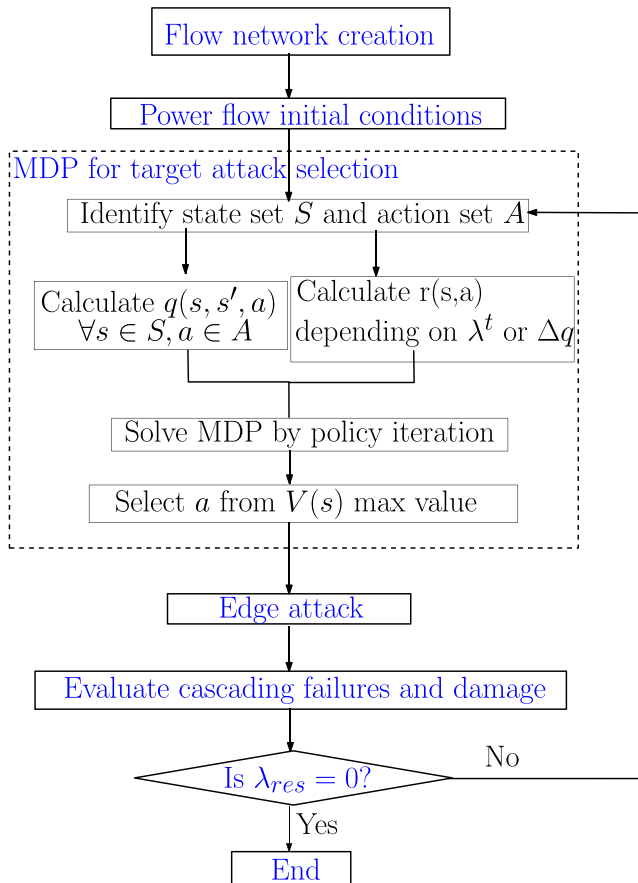 Flow network creation
Power flow initial conditions
MDP for target attack selection
Identify state set S and action set A
Calculate q(s, s′, a)
∀s ∈ S, a ∈ A
Calculate r(s,a)
depending on λ^t or Δq
Solve MDP by policy iteration
Select a from V(s) max value
Edge attack
Evaluate cascading failures and damage
Is λ_res = 0?
No
Yes
End